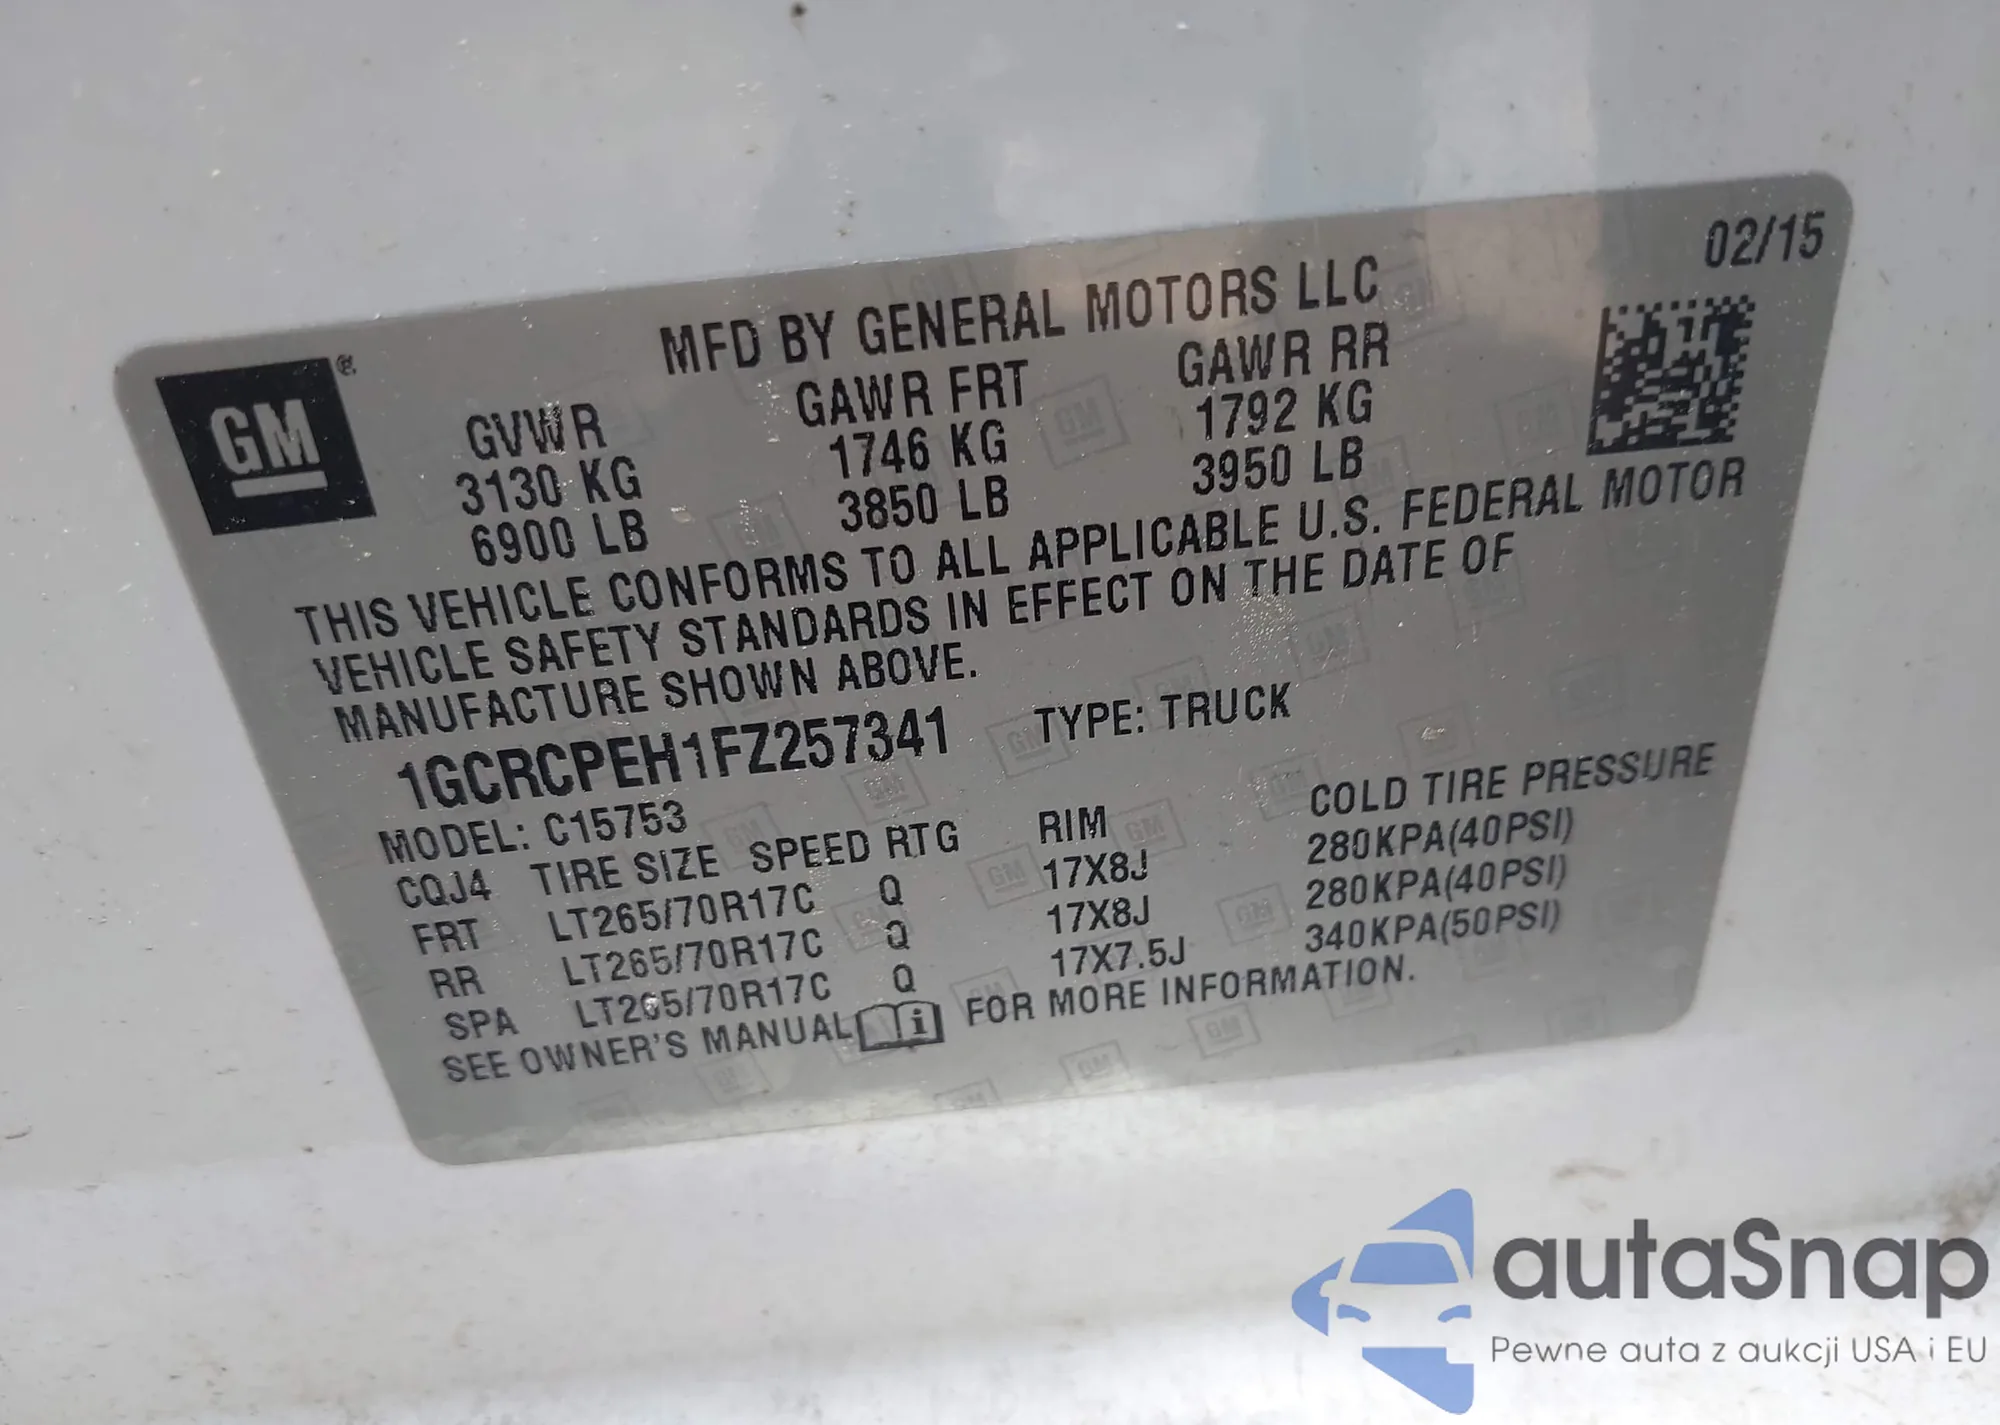 02/15
MFD BY GENERAL MOTORS LLC
GM®
GVWR GAWR FRT GAWR RR
3130 KG 1746 KG 1792 KG
6900 LB 3850 LB 3950 LB
THIS VEHICLE CONFORMS TO ALL APPLICABLE U.S. FEDERAL MOTOR
VEHICLE SAFETY STANDARDS IN EFFECT ON THE DATE OF
MANUFACTURE SHOWN ABOVE.
1GCRCPEH1FZ257341 TYPE: TRUCK
MODEL: C15753
CQJ4 TIRE SIZE SPEED RTG RIM COLD TIRE PRESSURE
FRT LT265/70R17C Q 17X8J 280KPA(40PSI)
RR LT265/70R17C Q 17X8J 280KPA(40PSI)
SPA LT265/70R17C Q 17X7.5J 340KPA(50PSI)
SEE OWNER'S MANUAL i FOR MORE INFORMATION.
autaSnap
Pewne auta z aukcji USA i EU